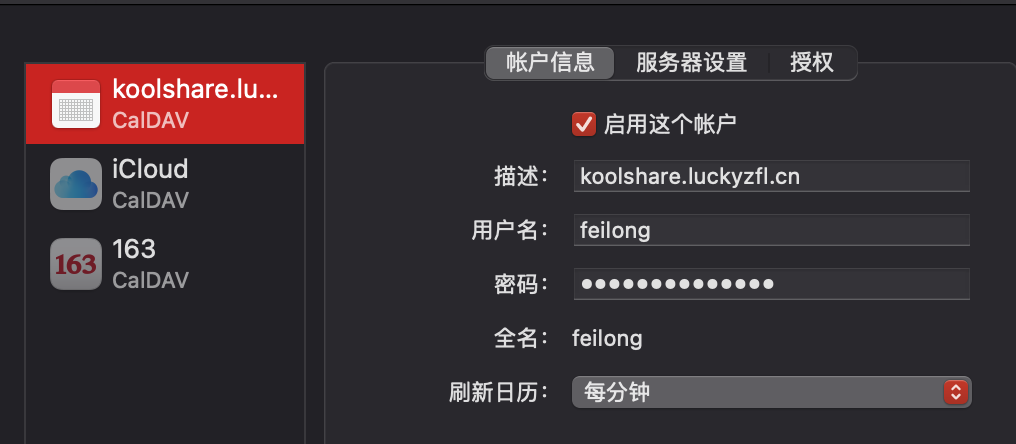 帐户信息 服务器设置 授权
koolshare.lu...
CalDAV
iCloud
CalDAV
163
163
CalDAV
启用这个帐户
描述: koolshare.luckyzfl.cn
用户名: feilong
密码: ••••••••••••••
全名: feilong
刷新日历: 每分钟